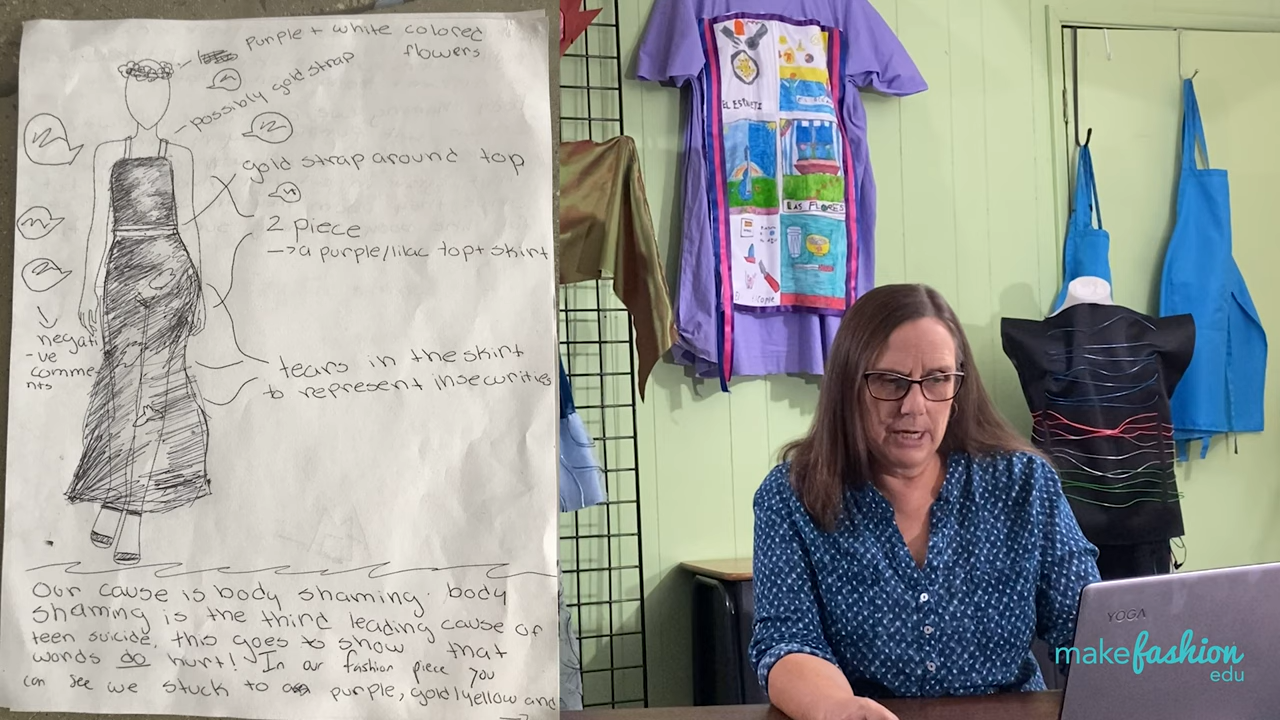 purple + white colored
flowers
possibly gold strap
gold strap around top
2 piece
→ a purple/lilac top + skirt
negati
-ve
comme
nts
tears in the skirt
to represent insecurities
Our cause is body shaming. body
shaming is the third leading cause of
teen suicide. this goes to show that
words do hurt! In our fashion piece you
can see we stuck to purple, gold/yellow and
EL
LAS FLORES
YOGA
makefashion
edu